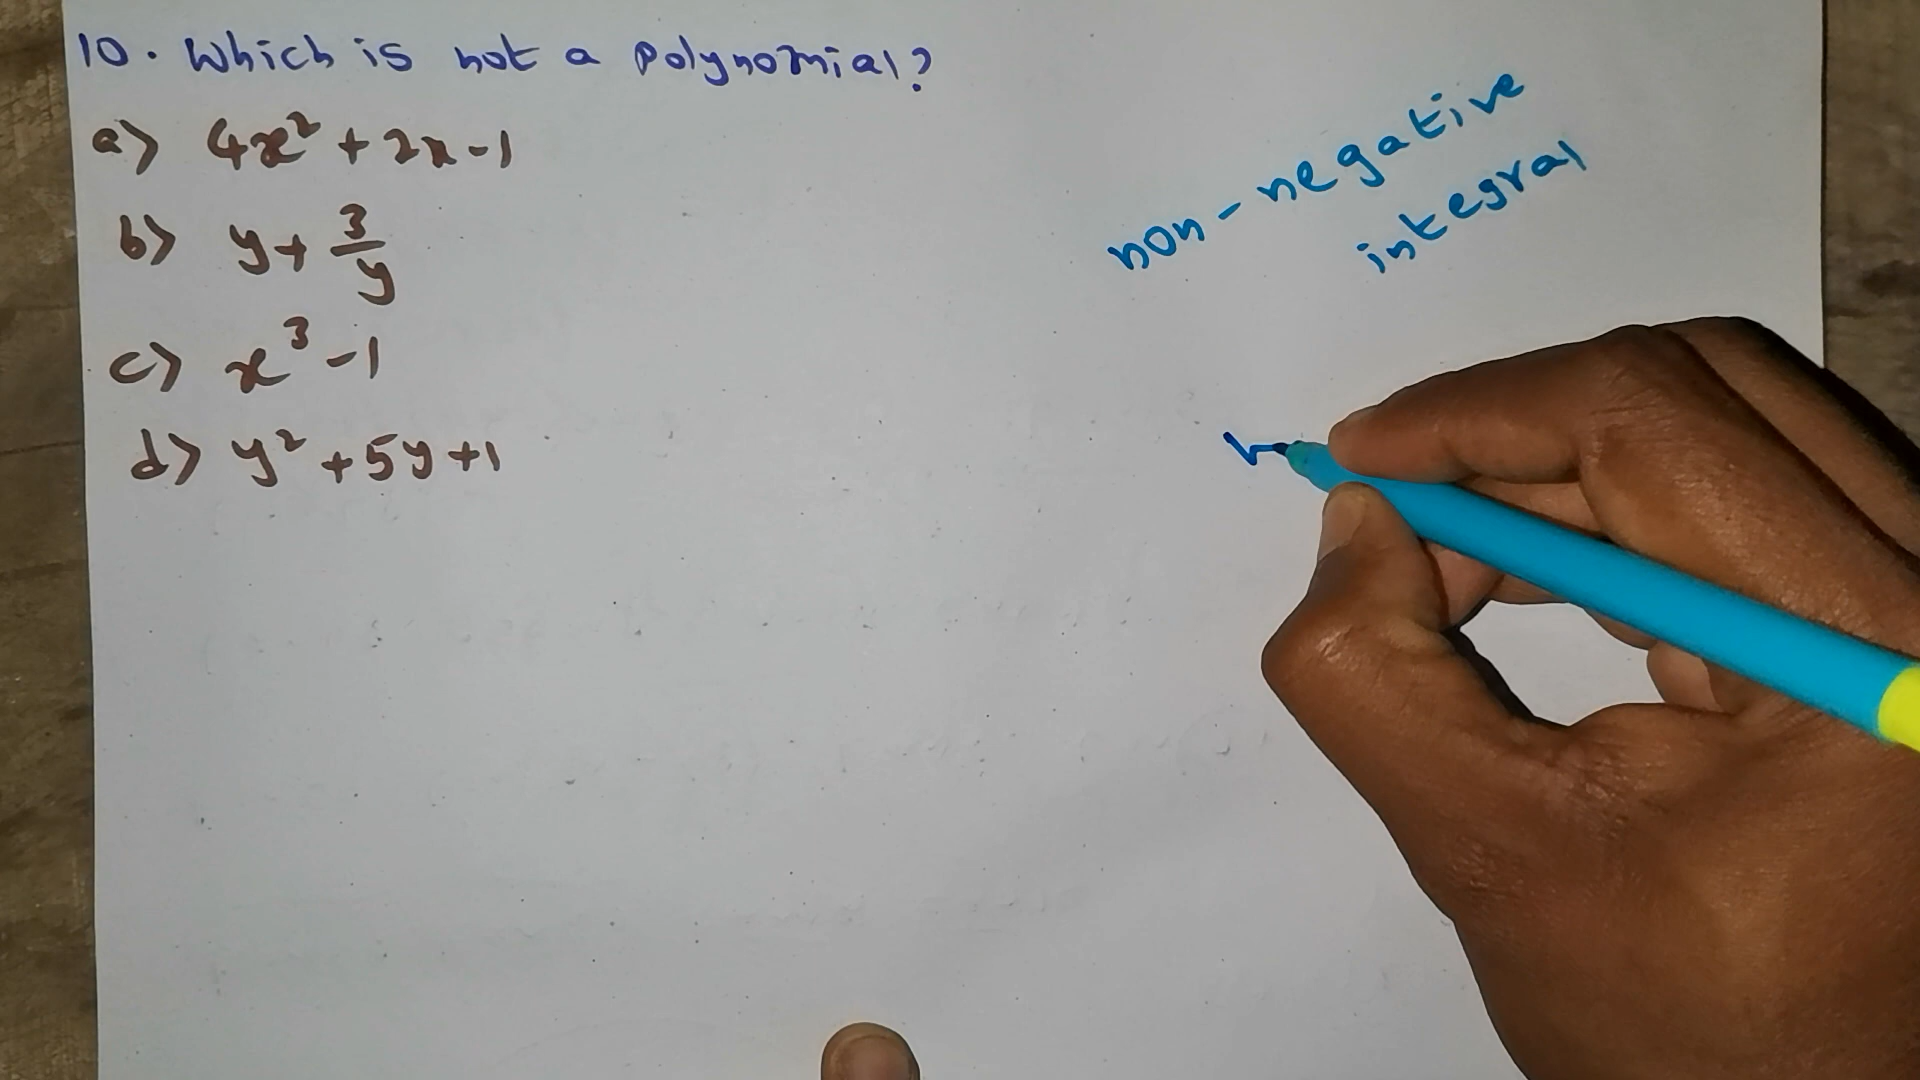 10. Which is not a polynomial?
a) 4x² + 2x - 1
b) y + 3/y
c) x³ - 1
d) y² + 5y + 1
non-negative
integral